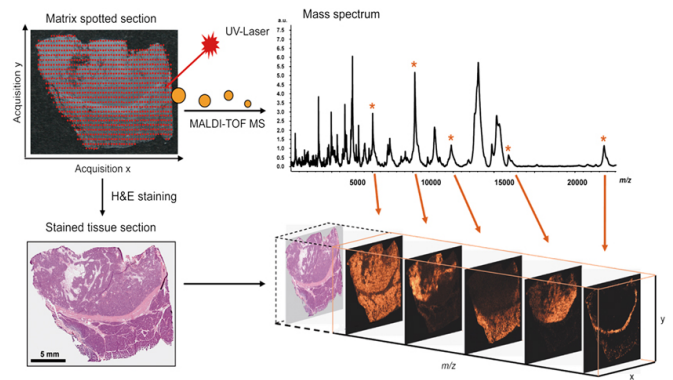 Matrix spotted section
Mass spectrum
UV-Laser
Acquisition y
Acquisition x
MALDI-TOF MS
a.u.
7.5
7.0
6.5
6.0
5.5
5.0
4.5
4.0
3.5
3.0
2.5
2.0
1.5
1.0
0.5
0.0
5000
10000
15000
20000
m/z
* * * * *
H&E staining
Stained tissue section
5 mm
m/z
x
y